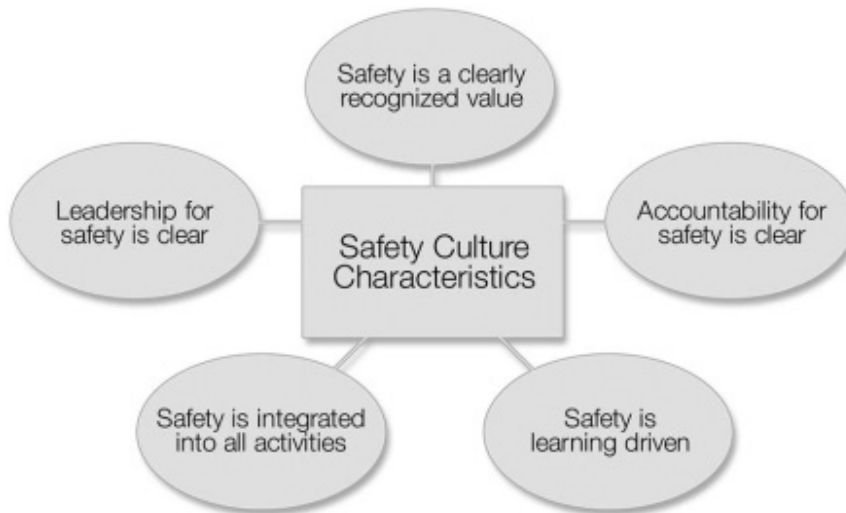 Safety is a clearly
recognized value
Leadership for
safety is clear
Accountability for
safety is clear
Safety Culture
Characteristics
Safety is integrated
into all activities
Safety is
learning driven